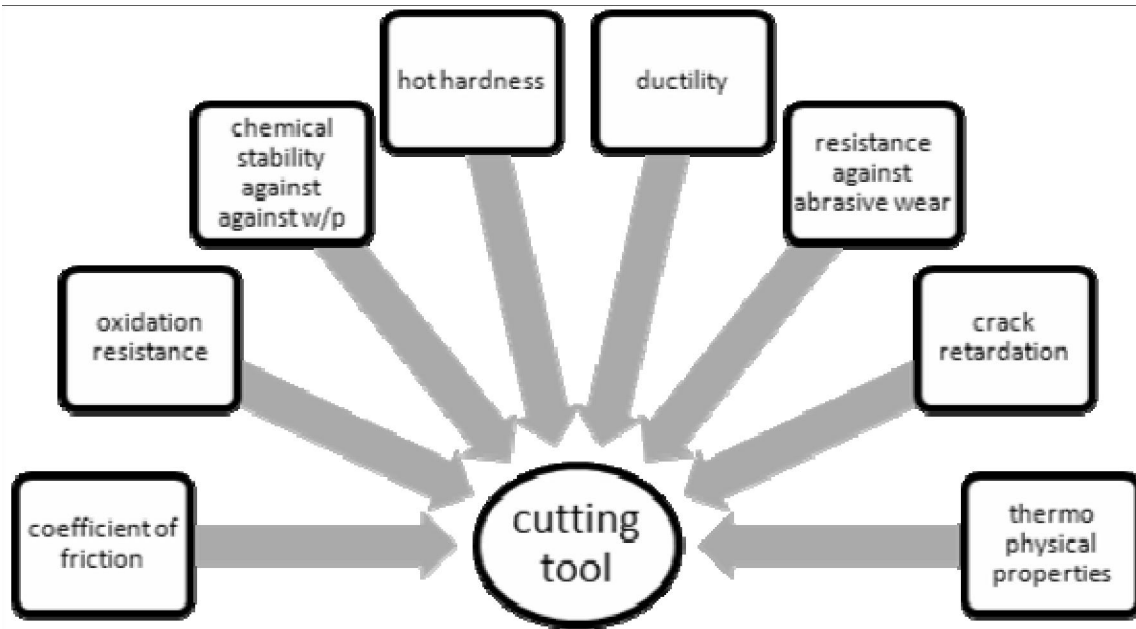 hot hardness
ductility
chemical
stability
against
against w/p
resistance
against
abrasive wear
oxidation
resistance
crack
retardation
coefficient of
friction
cutting
tool
thermo
physical
properties